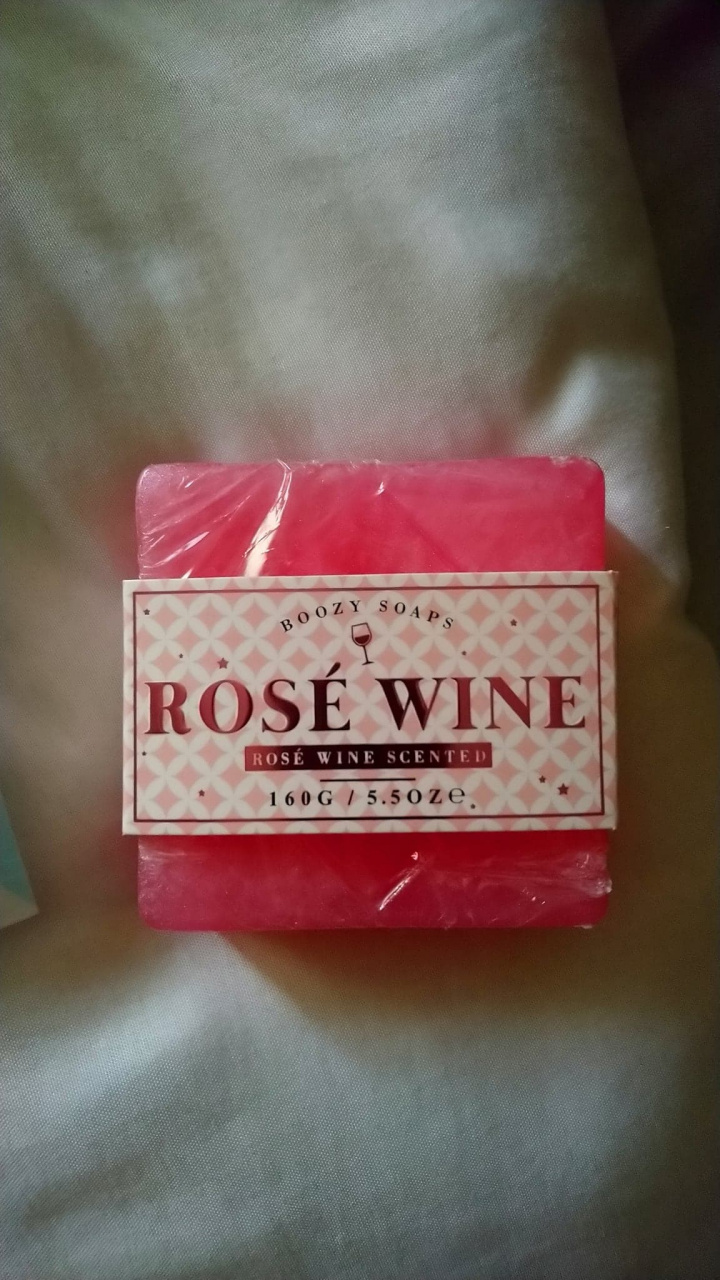 BOOZY SOAPS
ROSÉ WINE
ROSÉ WINE SCENTED
160G / 5.5OZ℮